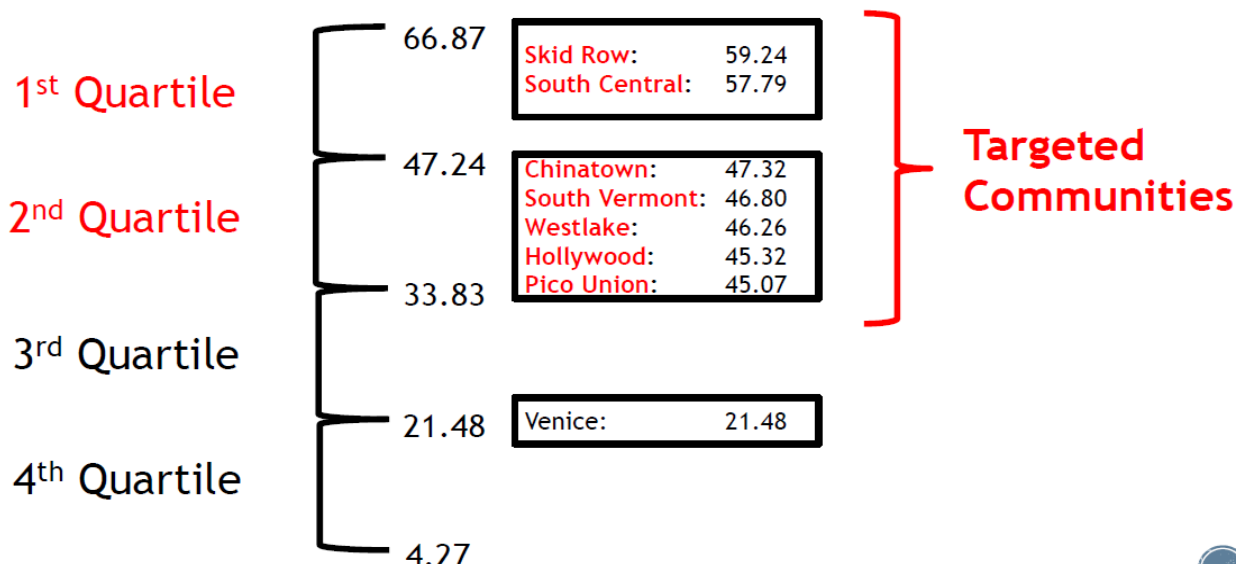 66.87
Skid Row: 59.24
South Central: 57.79
1st Quartile
47.24
Chinatown: 47.32
South Vermont: 46.80
Westlake: 46.26
Hollywood: 45.32
Pico Union: 45.07
2nd Quartile
33.83
Targeted
Communities
3rd Quartile
21.48
Venice: 21.48
4th Quartile
4.27